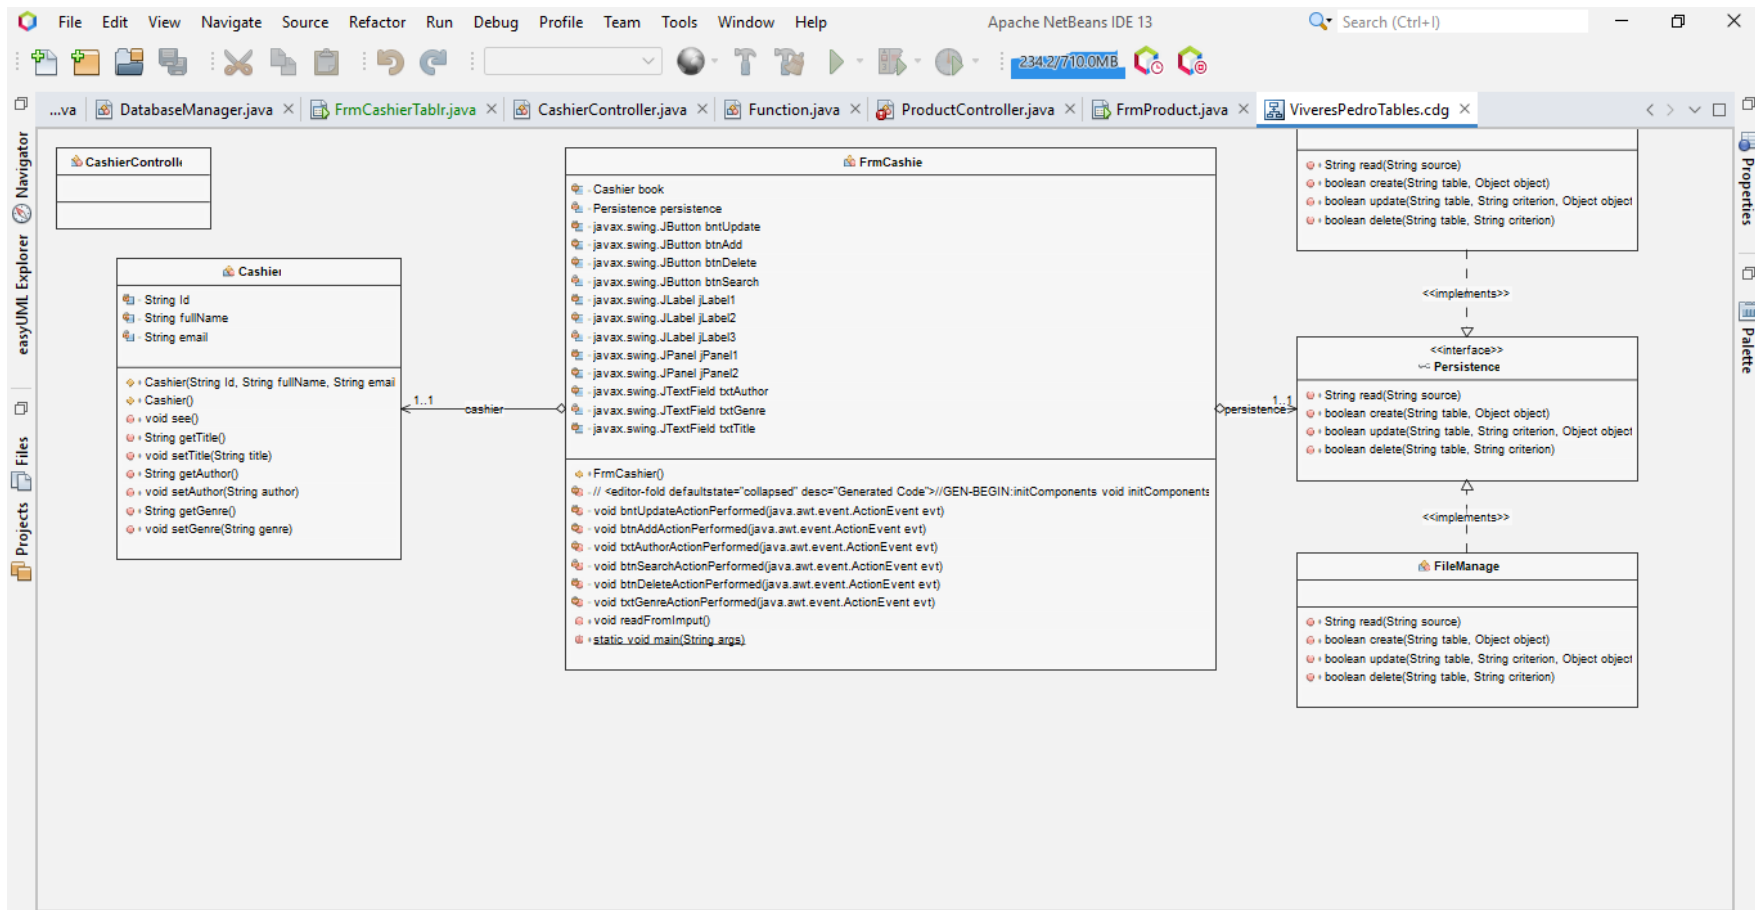 File Edit View Navigate Source Refactor Run Debug Profile Team Tools Window Help Apache NetBeans IDE 13 Search (Ctrl+I)
234.2/710.0MB
...va DatabaseManager.java FrmCashierTablr.java CashierController.java Function.java ProductController.java FrmProduct.java ViveresPedroTables.cdg
Navigator
easyUML Explorer
Files
Projects
Properties
Palette
CashierControlle
Cashier
- String Id
- String fullName
- String email
+ Cashier(String Id, String fullName, String emai
+ Cashier()
+ void see()
+ String getTitle()
+ void setTitle(String title)
+ String getAuthor()
+ void setAuthor(String author)
+ String getGenre()
+ void setGenre(String genre)
1..1
cashier
FrmCashie
- Cashier book
- Persistence persistence
- javax.swing.JButton bntUpdate
- javax.swing.JButton btnAdd
- javax.swing.JButton btnDelete
- javax.swing.JButton btnSearch
- javax.swing.JLabel jLabel1
- javax.swing.JLabel jLabel2
- javax.swing.JLabel jLabel3
- javax.swing.JPanel jPanel1
- javax.swing.JPanel jPanel2
- javax.swing.JTextField txtAuthor
- javax.swing.JTextField txtGenre
- javax.swing.JTextField txtTitle
+ FrmCashier()
- // <editor-fold defaultstate="collapsed" desc="Generated Code">//GEN-BEGIN:initComponents void initComponents
- void bntUpdateActionPerformed(java.awt.event.ActionEvent evt)
- void btnAddActionPerformed(java.awt.event.ActionEvent evt)
- void txtAuthorActionPerformed(java.awt.event.ActionEvent evt)
- void btnSearchActionPerformed(java.awt.event.ActionEvent evt)
- void btnDeleteActionPerformed(java.awt.event.ActionEvent evt)
- void txtGenreActionPerformed(java.awt.event.ActionEvent evt)
+ void readFromImput()
+ static void main(String args)
1..1
persistence
+ String read(String source)
+ boolean create(String table, Object object)
+ boolean update(String table, String criterion, Object object
+ boolean delete(String table, String criterion)
<<implements>>
<<interface>>
Persistence
+ String read(String source)
+ boolean create(String table, Object object)
+ boolean update(String table, String criterion, Object object
+ boolean delete(String table, String criterion)
<<implements>>
FileManage
+ String read(String source)
+ boolean create(String table, Object object)
+ boolean update(String table, String criterion, Object object
+ boolean delete(String table, String criterion)